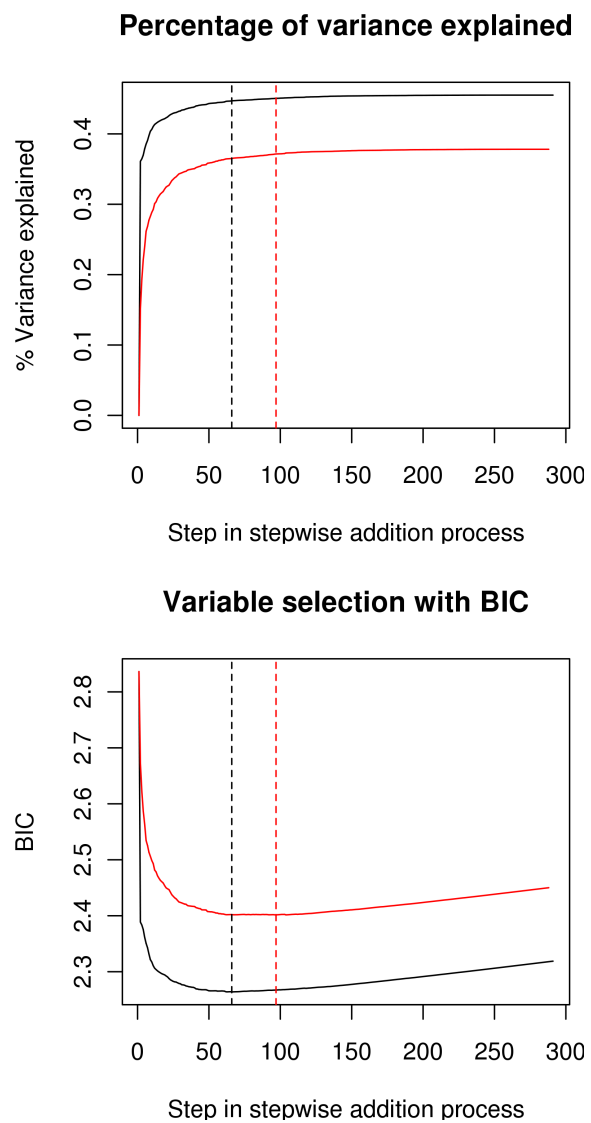 Percentage of variance explained
% Variance explained
0.4
0.3
0.2
0.1
0.0
0 50 100 150 200 250 300
Step in stepwise addition process
Variable selection with BIC
BIC
2.8
2.7
2.6
2.5
2.4
2.3
0 50 100 150 200 250 300
Step in stepwise addition process